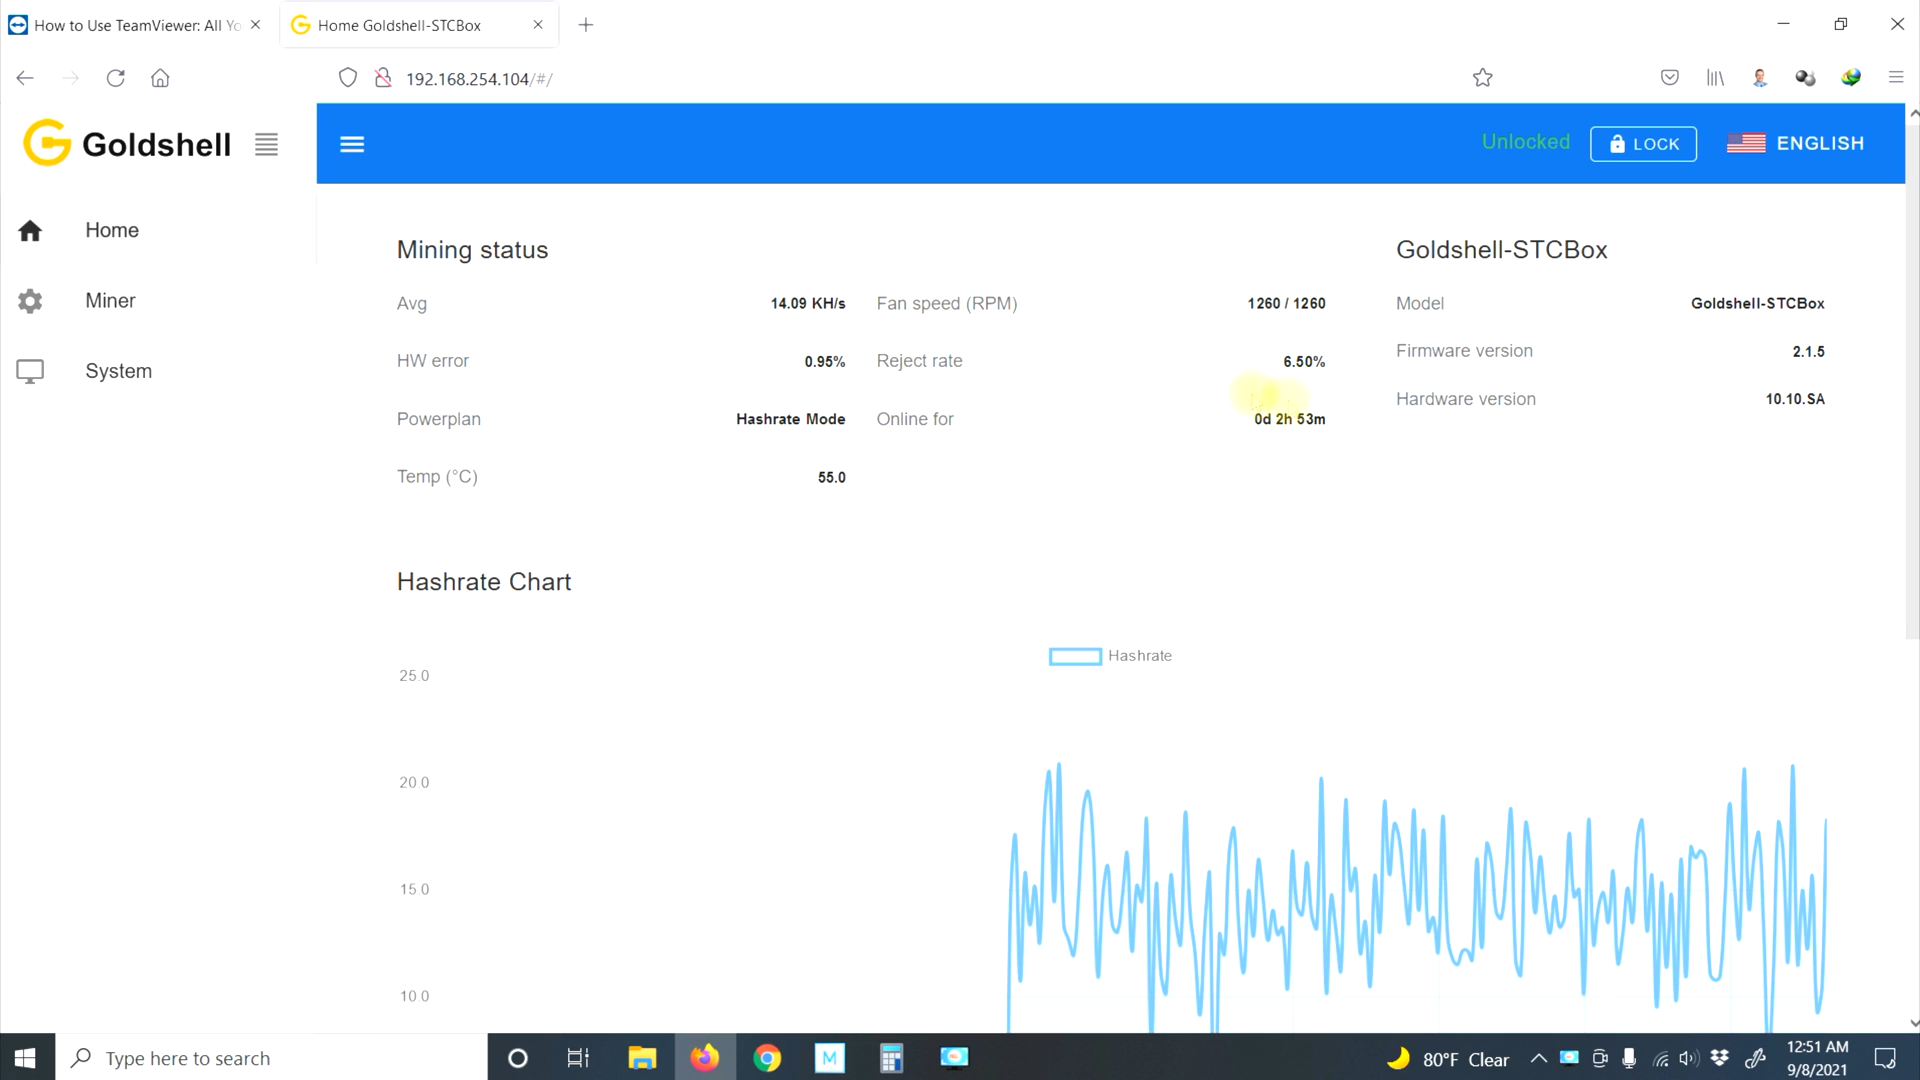 How to Use TeamViewer: All Yo
Home Goldshell-STCBox
192.168.254.104/#/
Goldshell
Unlocked
LOCK
ENGLISH
Home
Miner
System
Mining status
Avg 14.09 KH/s Fan speed (RPM) 1260 / 1260
HW error 0.95% Reject rate 6.50%
Powerplan Hashrate Mode Online for 0d 2h 53m
Temp (°C) 55.0
Goldshell-STCBox
Model Goldshell-STCBox
Firmware version 2.1.5
Hardware version 10.10.SA
Hashrate Chart
Hashrate
25.0
20.0
15.0
10.0
Type here to search
M
80°F Clear
12:51 AM
9/8/2021